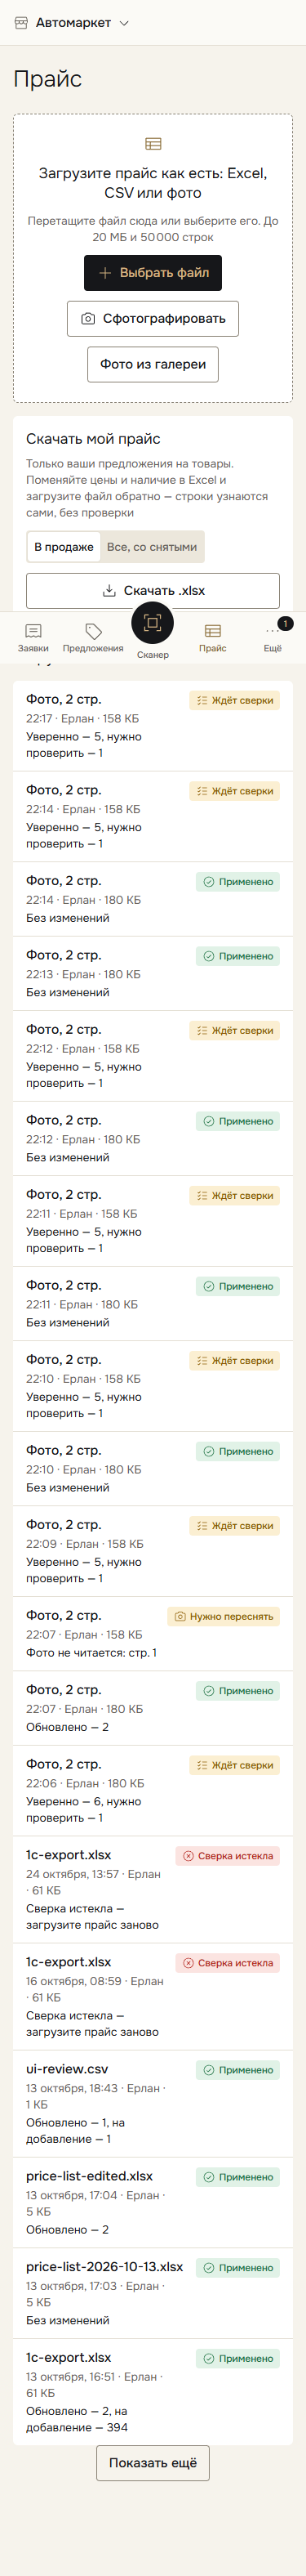 Автомаркет
Прайс
Загрузите прайс как есть: Excel,
CSV или фото
Перетащите файл сюда или выберите его. До
20 МБ и 50 000 строк
Выбрать файл
Сфотографировать
Фото из галереи
Скачать мой прайс
Только ваши предложения на товары.
Поменяйте цены и наличие в Excel и
загрузите файл обратно — строки узнаются
сами, без проверки
В продаже Все, со снятыми
Скачать .xlsx
1
Заявки Предложения Сканер Прайс Ещё
Фото, 2 стр. Ждёт сверки
22:17 · Ерлан · 158 КБ
Уверенно — 5, нужно
проверить — 1
Фото, 2 стр. Ждёт сверки
22:14 · Ерлан · 158 КБ
Уверенно — 5, нужно
проверить — 1
Фото, 2 стр. Применено
22:14 · Ерлан · 180 КБ
Без изменений
Фото, 2 стр. Применено
22:13 · Ерлан · 180 КБ
Без изменений
Фото, 2 стр. Ждёт сверки
22:12 · Ерлан · 158 КБ
Уверенно — 5, нужно
проверить — 1
Фото, 2 стр. Применено
22:12 · Ерлан · 180 КБ
Без изменений
Фото, 2 стр. Ждёт сверки
22:11 · Ерлан · 158 КБ
Уверенно — 5, нужно
проверить — 1
Фото, 2 стр. Применено
22:11 · Ерлан · 180 КБ
Без изменений
Фото, 2 стр. Ждёт сверки
22:10 · Ерлан · 158 КБ
Уверенно — 5, нужно
проверить — 1
Фото, 2 стр. Применено
22:10 · Ерлан · 180 КБ
Без изменений
Фото, 2 стр. Ждёт сверки
22:09 · Ерлан · 158 КБ
Уверенно — 5, нужно
проверить — 1
Фото, 2 стр. Нужно переснять
22:07 · Ерлан · 158 КБ
Фото не читается: стр. 1
Фото, 2 стр. Применено
22:07 · Ерлан · 180 КБ
Обновлено — 2
Фото, 2 стр. Ждёт сверки
22:06 · Ерлан · 180 КБ
Уверенно — 6, нужно
проверить — 1
1c-export.xlsx Сверка истекла
24 октября, 13:57 · Ерлан
· 61 КБ
Сверка истекла —
загрузите прайс заново
1c-export.xlsx Сверка истекла
16 октября, 08:59 · Ерлан
· 61 КБ
Сверка истекла —
загрузите прайс заново
ui-review.csv Применено
13 октября, 18:43 · Ерлан ·
1 КБ
Обновлено — 1, на
добавление — 1
price-list-edited.xlsx Применено
13 октября, 17:04 · Ерлан ·
5 КБ
Обновлено — 2
price-list-2026-10-13.xlsx Применено
13 октября, 17:03 · Ерлан ·
5 КБ
Без изменений
1c-export.xlsx Применено
13 октября, 16:51 · Ерлан ·
61 КБ
Обновлено — 2, на
добавление — 394
Показать ещё